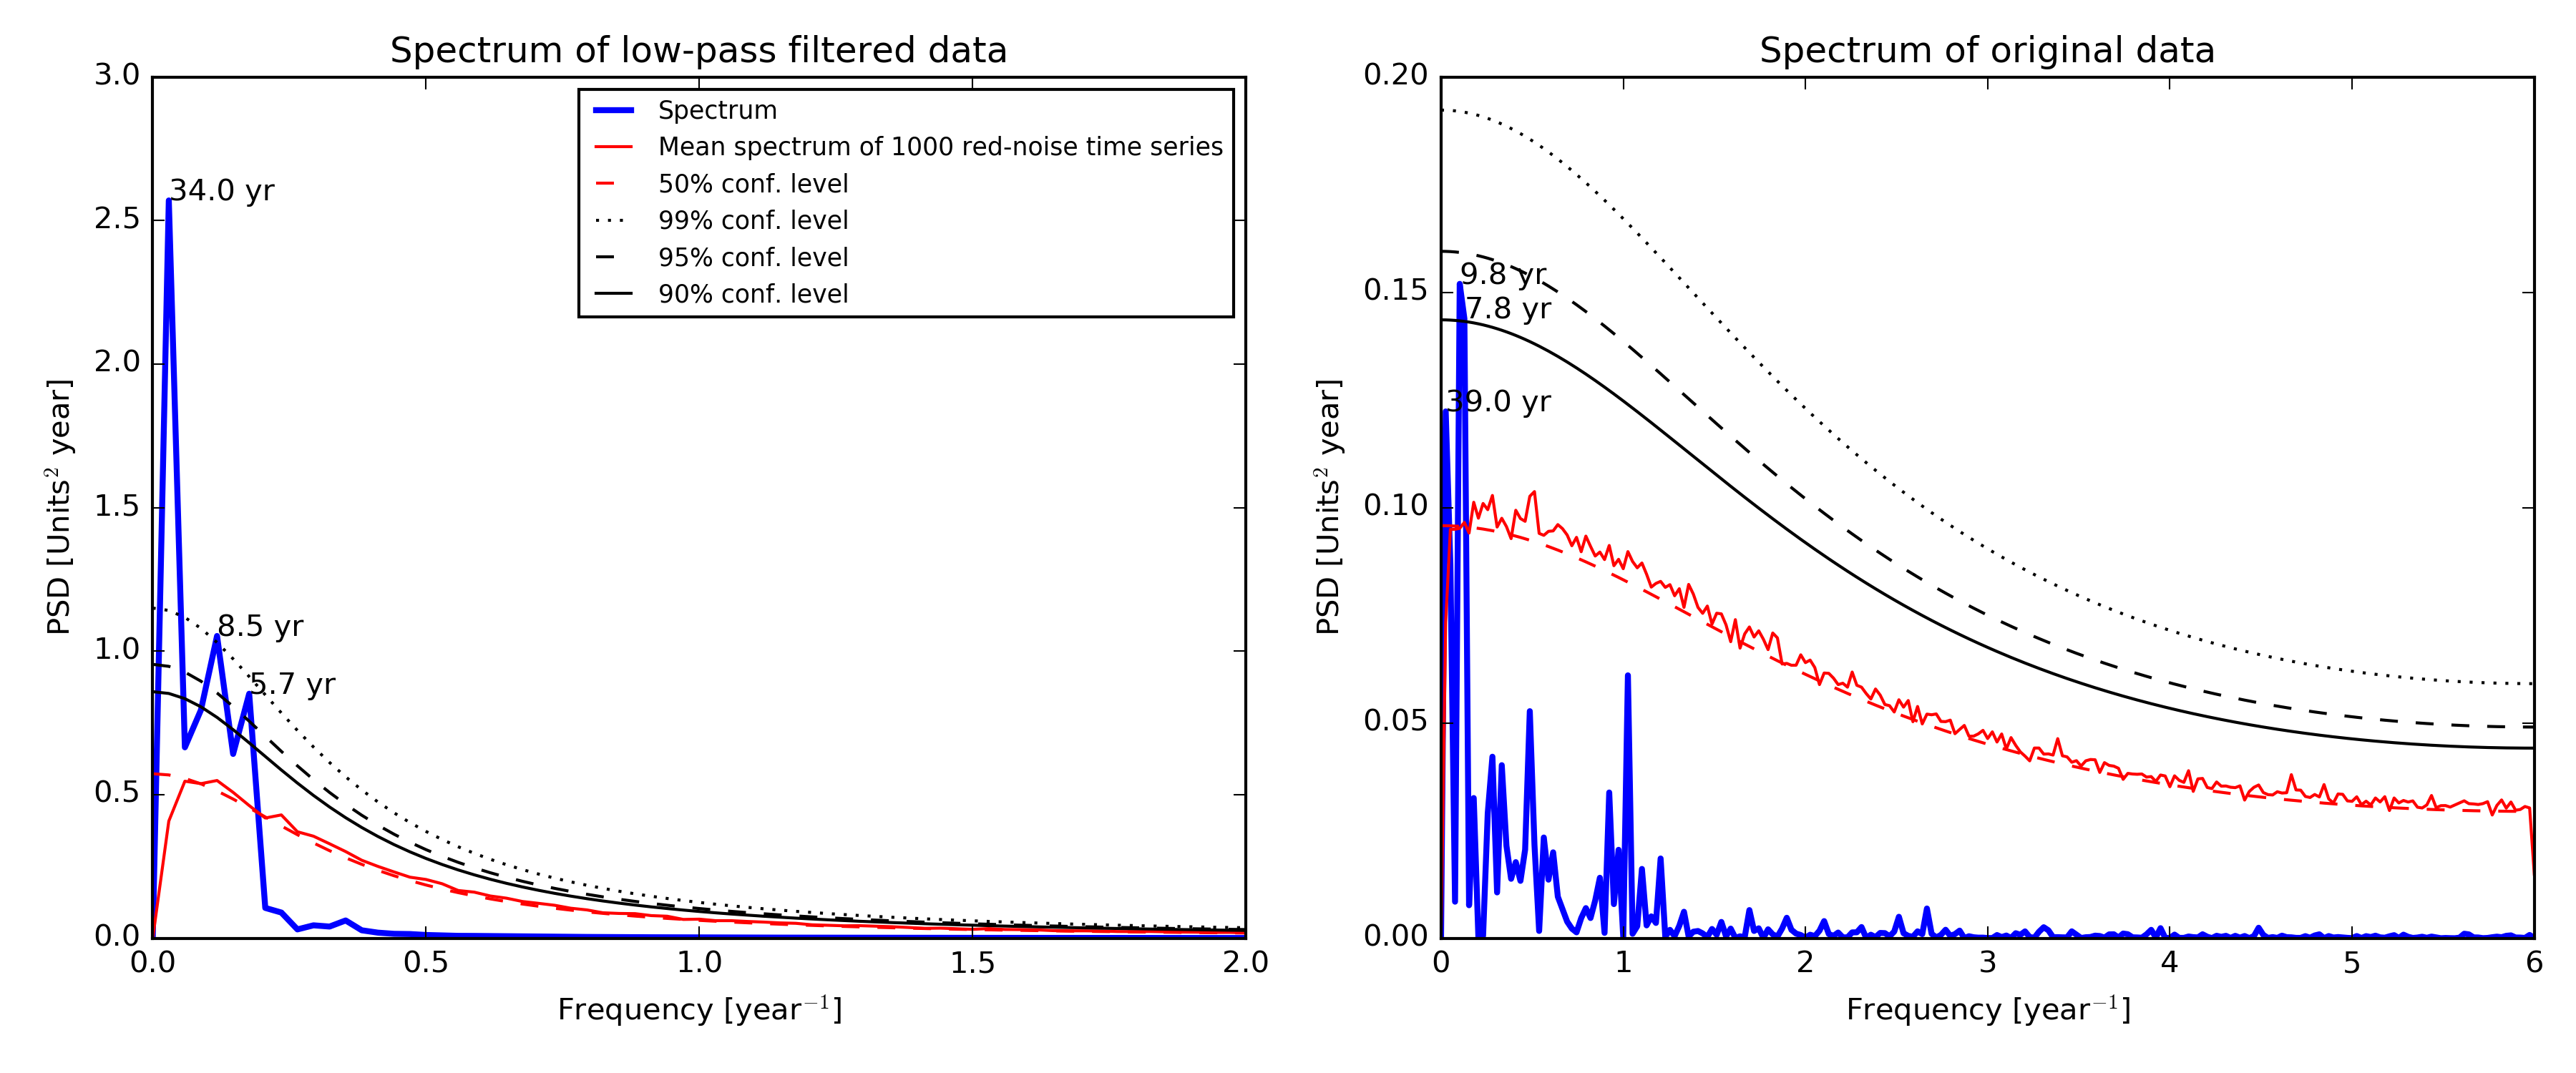 Spectrum of low-pass filtered data
3.0
2.5
2.0
1.5
1.0
0.5
0.0
PSD [Units² year]
34.0 yr
8.5 yr
5.7 yr
Spectrum
Mean spectrum of 1000 red-noise time series
50% conf. level
99% conf. level
95% conf. level
90% conf. level
0.0 0.5 1.0 1.5 2.0
Frequency [year⁻¹]
Spectrum of original data
0.20
0.15
0.10
0.05
0.00
PSD [Units² year]
9.8 yr
7.8 yr
39.0 yr
0 1 2 3 4 5 6
Frequency [year⁻¹]